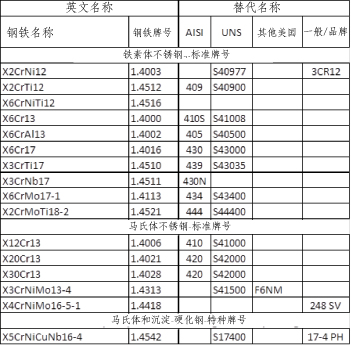 英文名称 替代名称
钢铁名称 钢铁牌号 AISI UNS 其他美国 一般/品牌
铁素体不锈钢...标准牌号
X2CrNi12 1.4003 S40977 3CR12
X2CrTi12 1.4512 409 S40900
X6CrNiTi12 1.4516
X6Cr13 1.4000 410S S41008
X6CrAl13 1.4002 405 S40500
X6Cr17 1.4016 430 S43000
X3CrTi17 1.4510 439 S43035
X3CrNb17 1.4511 430N
X6CrMo17-1 1.4113 434 S43400
X2CrMoTi18-2 1.4521 444 S44400
马氏体不锈钢-标准牌号
X12Cr13 1.4006 410 S41000
X20Cr13 1.4021 420 S42000
X30Cr13 1.4028 420 S42000
X3CrNiMo13-4 1.4313 S41500 F6NM
X4CrNiMo16-5-1 1.4418 248 SV
马氏体和沉淀-硬化钢-特种牌号
X5CrNiCuNb16-4 1.4542 S17400 17-4 PH